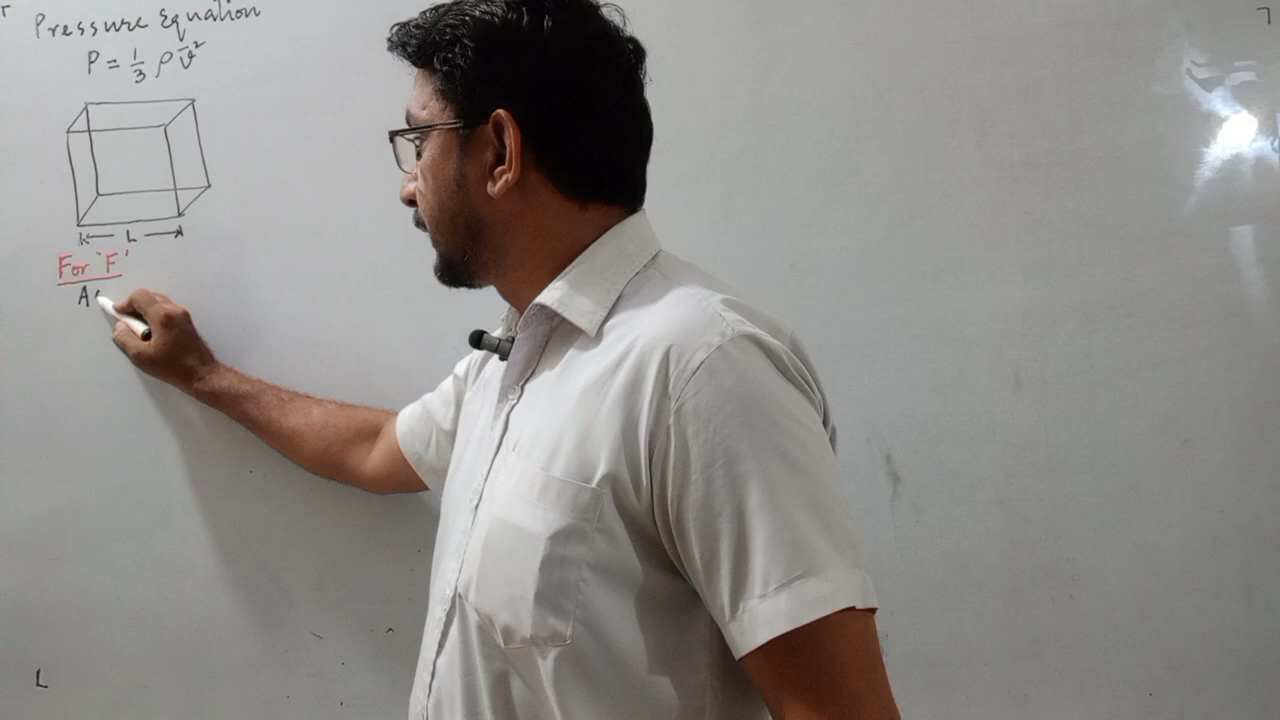 Pressure Equation
P = 1/3 ρ v̄²
L
For 'F'
A